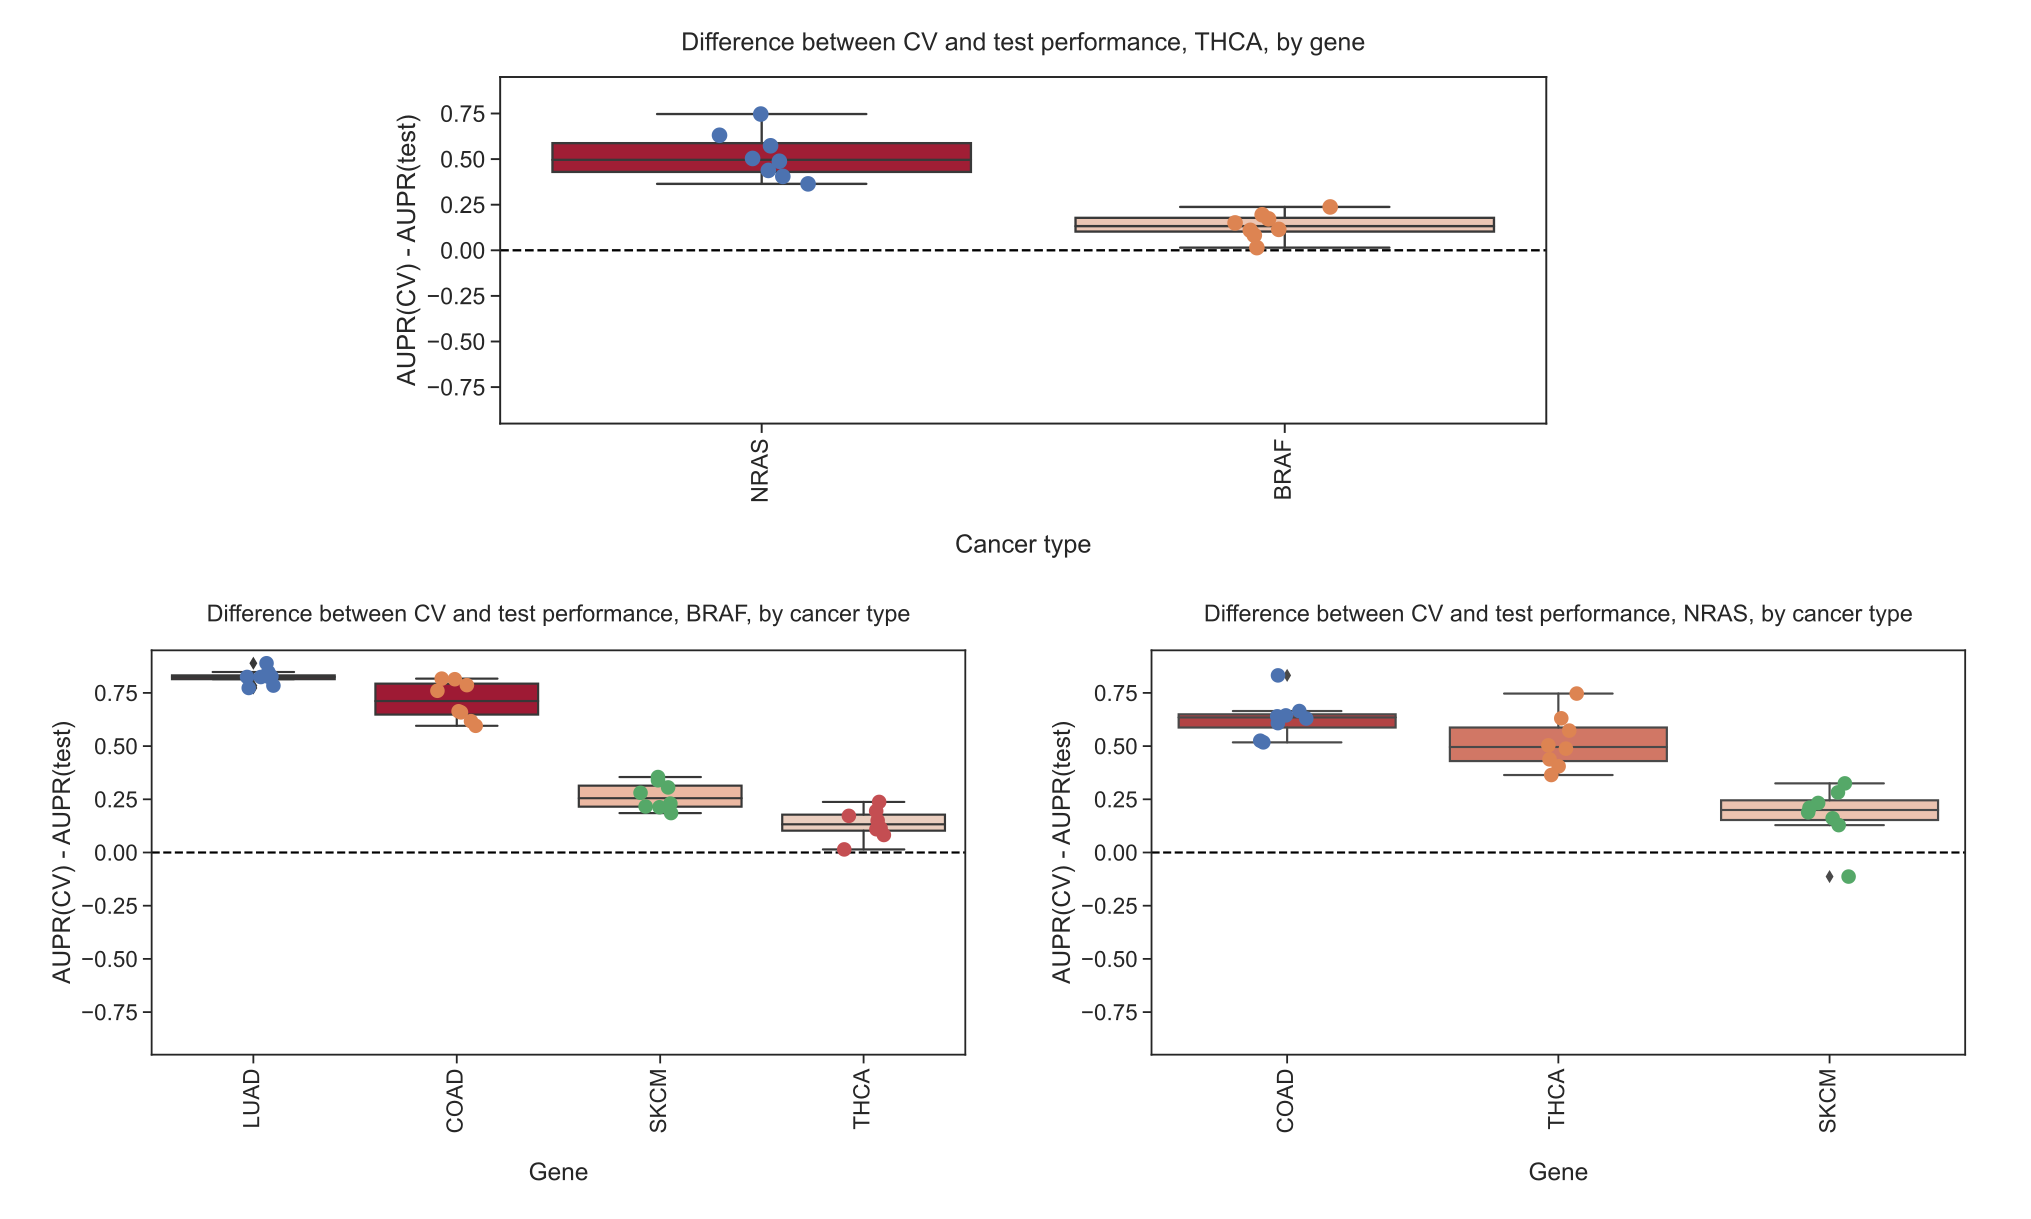 Difference between CV and test performance, THCA, by gene
AUPR(CV) - AUPR(test)
0.75
0.50
0.25
0.00
−0.25
−0.50
−0.75
NRAS
BRAF
Cancer type
Difference between CV and test performance, BRAF, by cancer type
AUPR(CV) - AUPR(test)
0.75
0.50
0.25
0.00
−0.25
−0.50
−0.75
LUAD
COAD
SKCM
THCA
Gene
Difference between CV and test performance, NRAS, by cancer type
AUPR(CV) - AUPR(test)
0.75
0.50
0.25
0.00
−0.25
−0.50
−0.75
COAD
THCA
SKCM
Gene